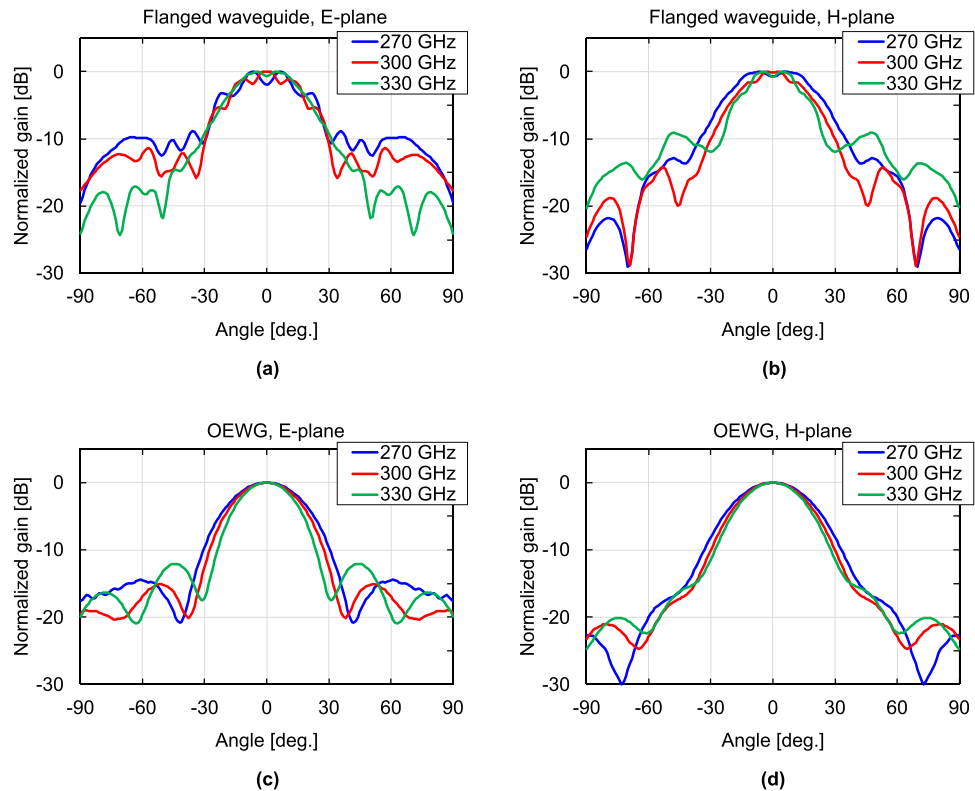 Flanged waveguide, E-plane
270 GHz
300 GHz
330 GHz
Normalized gain [dB]
0
-10
-20
-30
-90 -60 -30 0 30 60 90
Angle [deg.]
(a)
Flanged waveguide, H-plane
270 GHz
300 GHz
330 GHz
Normalized gain [dB]
0
-10
-20
-30
-90 -60 -30 0 30 60 90
Angle [deg.]
(b)
OEWG, E-plane
270 GHz
300 GHz
330 GHz
Normalized gain [dB]
0
-10
-20
-30
-90 -60 -30 0 30 60 90
Angle [deg.]
(c)
OEWG, H-plane
270 GHz
300 GHz
330 GHz
Normalized gain [dB]
0
-10
-20
-30
-90 -60 -30 0 30 60 90
Angle [deg.]
(d)